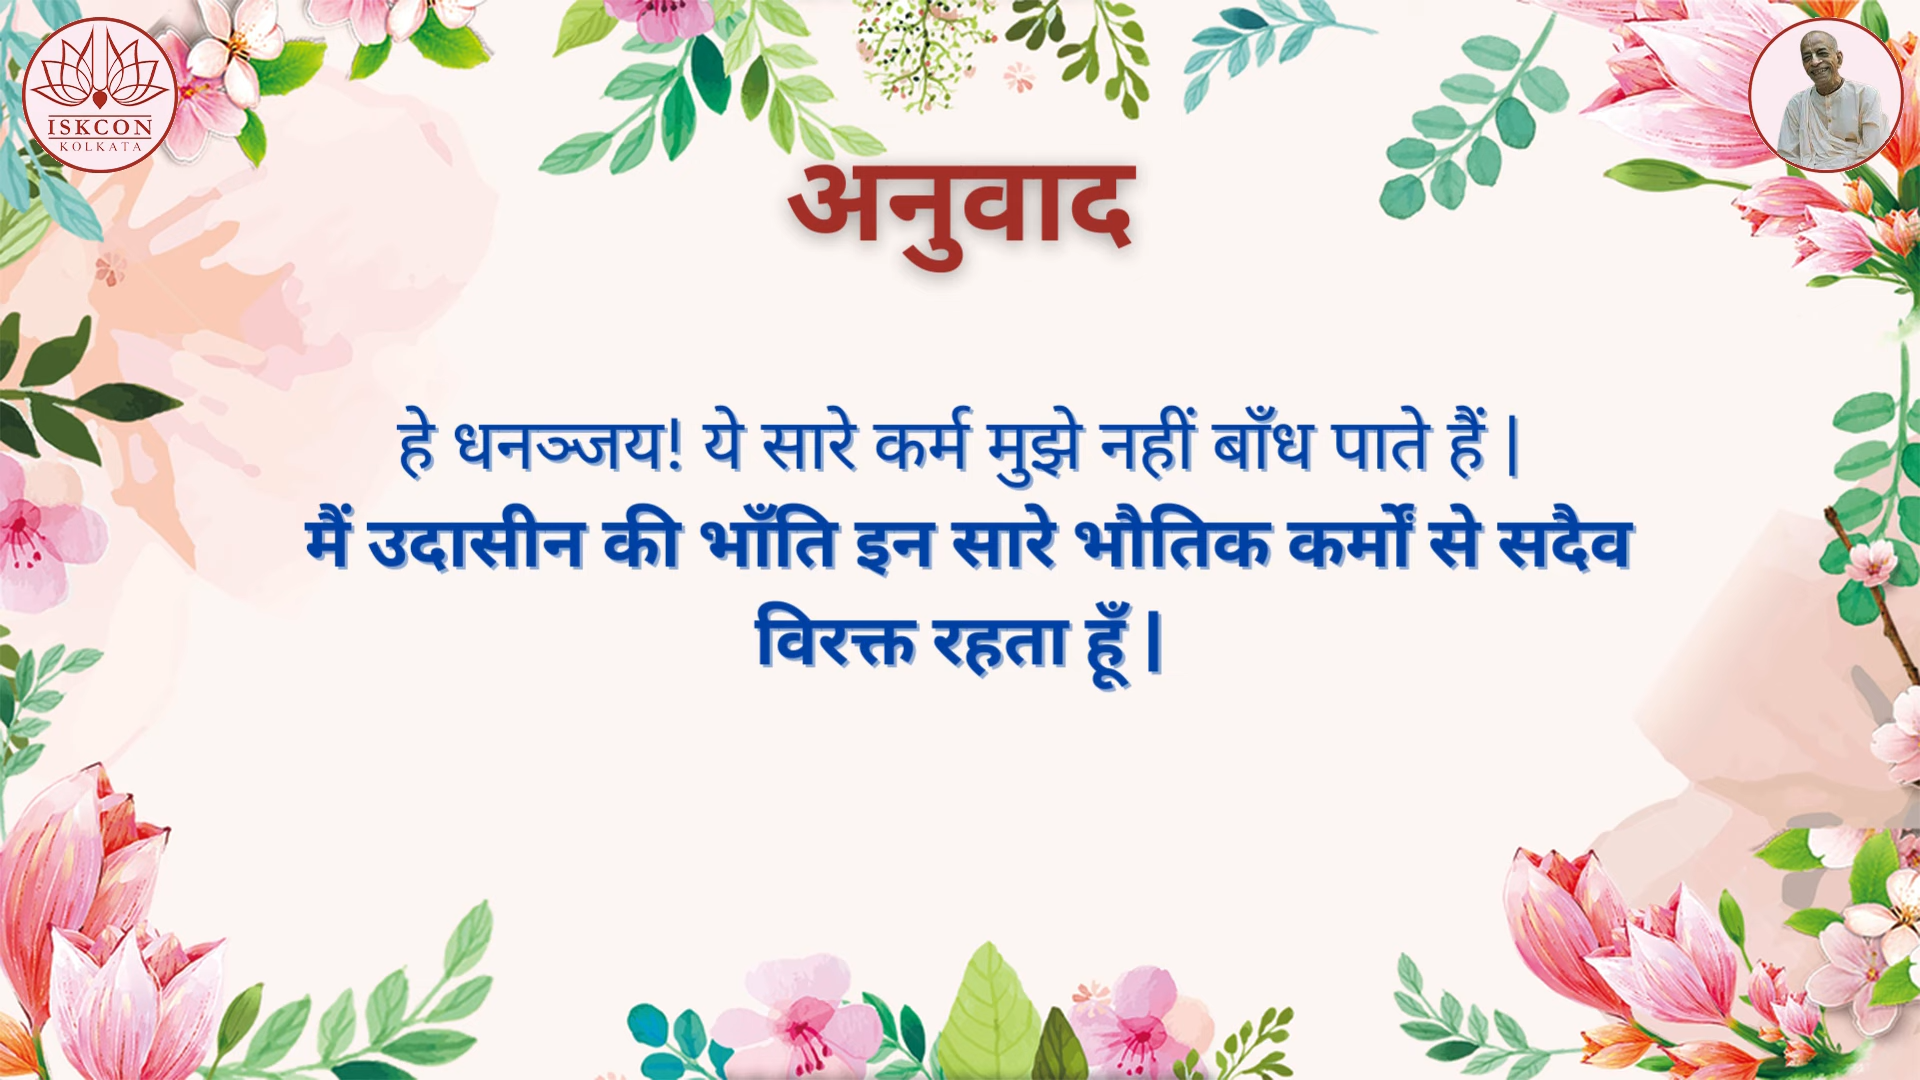 ISKCON
KOLKATA
अनुवाद
हे धनञ्जय! ये सारे कर्म मुझे नहीं बाँध पाते हैं |
मैं उदासीन की भाँति इन सारे भौतिक कर्मों से सदैव
विरक्त रहता हूँ |